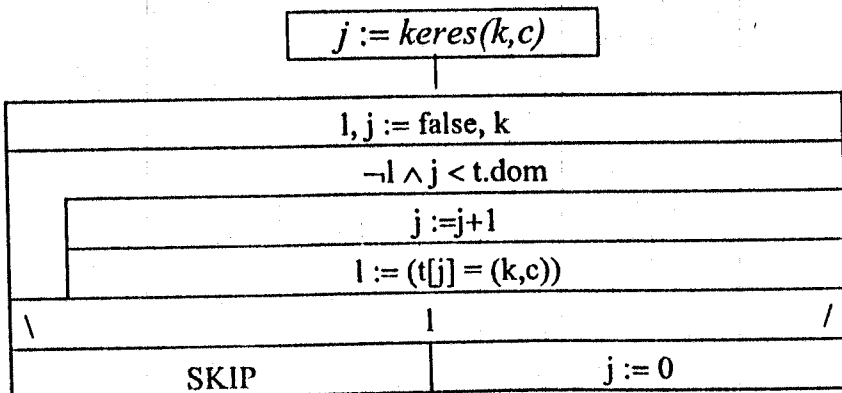 j := keres(k,c)
l, j := false, k
¬l ∧ j < t.dom
j :=j+1
l := (t[j] = (k,c))
\ l /
SKIP j := 0